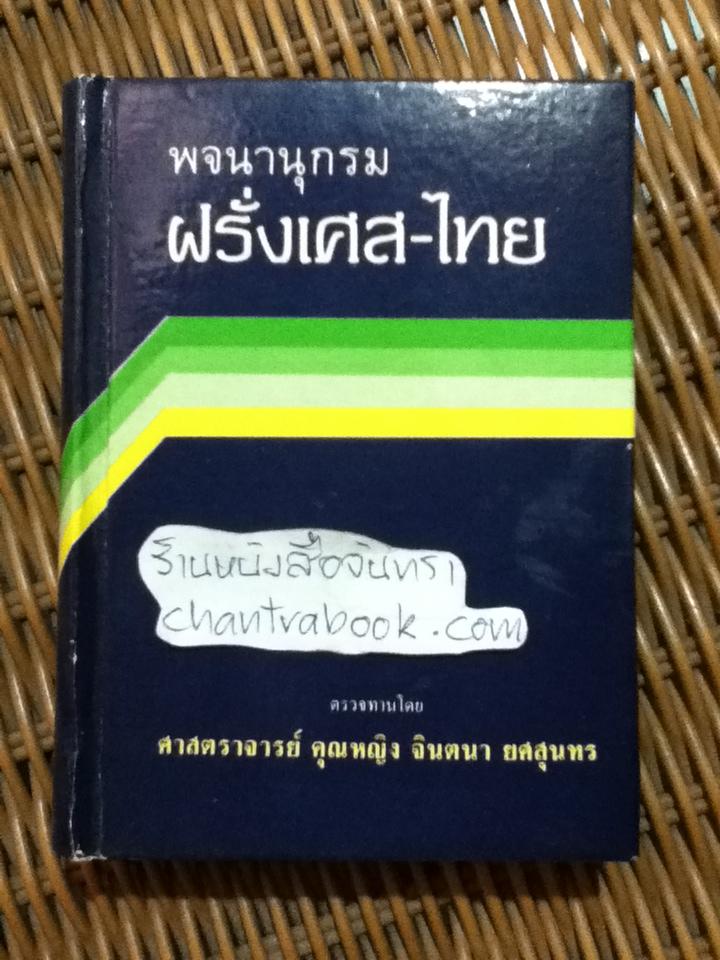 พจนานุกรม
ฝรั่งเศส-ไทย
ร้านหนังสือจันทรา
chantrabook.com
ตรวจทานโดย
ศาสตราจารย์ คุณหญิง จินตนา ยศสุนทร